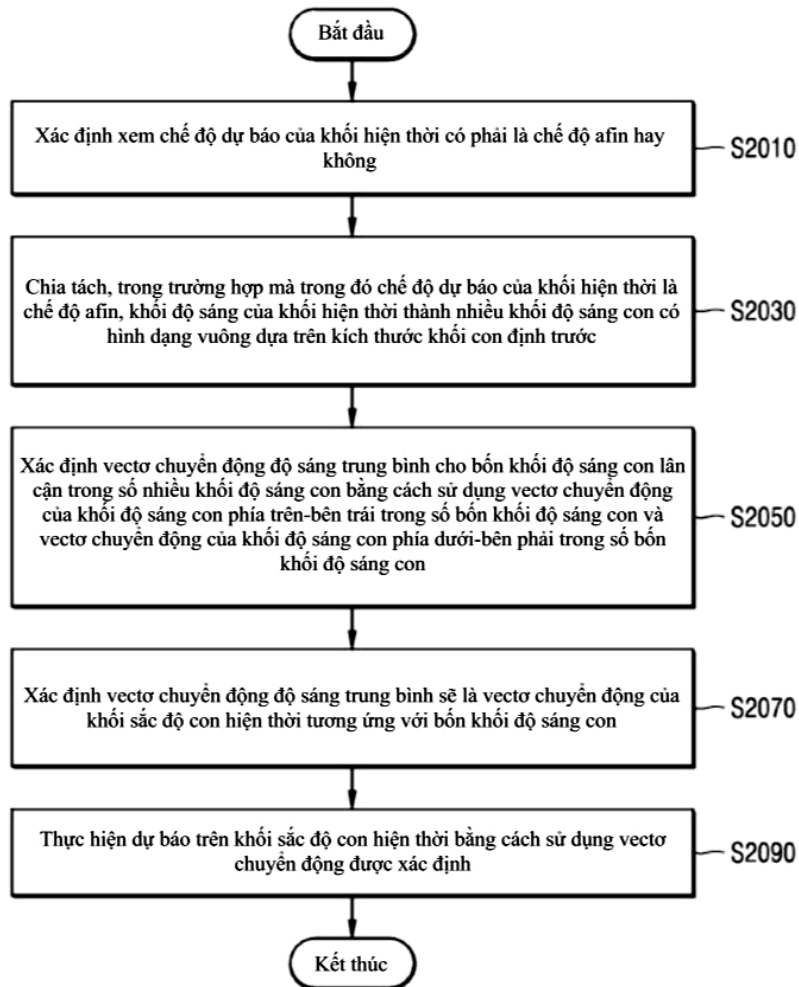 Bắt đầu
Xác định xem chế độ dự báo của khối hiện thời có phải là chế độ afin hay
không
S2010
Chia tách, trong trường hợp mà trong đó chế độ dự báo của khối hiện thời là
chế độ afin, khối độ sáng của khối hiện thời thành nhiều khối độ sáng con có
hình dạng vuông dựa trên kích thước khối con định trước
S2030
Xác định vectơ chuyển động độ sáng trung bình cho bốn khối độ sáng con lân
cận trong số nhiều khối độ sáng con bằng cách sử dụng vectơ chuyển động
của khối độ sáng con phía trên-bên trái trong số bốn khối độ sáng con và
vectơ chuyển động của khối độ sáng con phía dưới-bên phải trong số bốn
khối độ sáng con
S2050
Xác định vectơ chuyển động độ sáng trung bình sẽ là vectơ chuyển động của
khối sắc độ con hiện thời tương ứng với bốn khối độ sáng con
S2070
Thực hiện dự báo trên khối sắc độ con hiện thời bằng cách sử dụng vectơ
chuyển động được xác định
S2090
Kết thúc